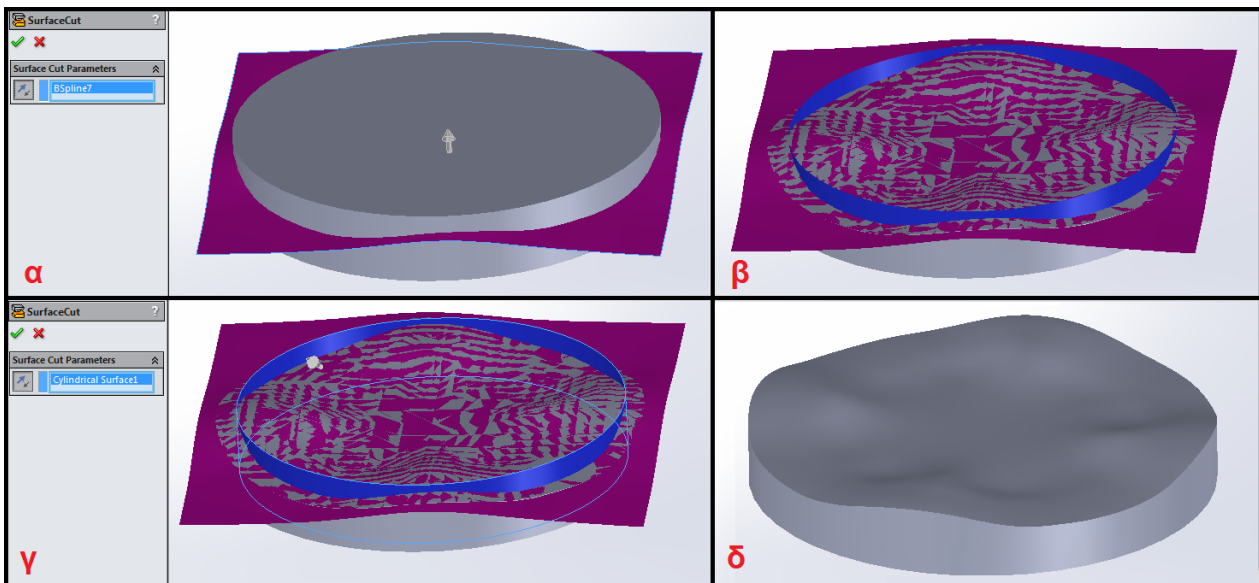 SurfaceCut ?
Surface Cut Parameters
BSpline7
α
β
SurfaceCut ?
Surface Cut Parameters
Cylindrical Surface1
γ
δ